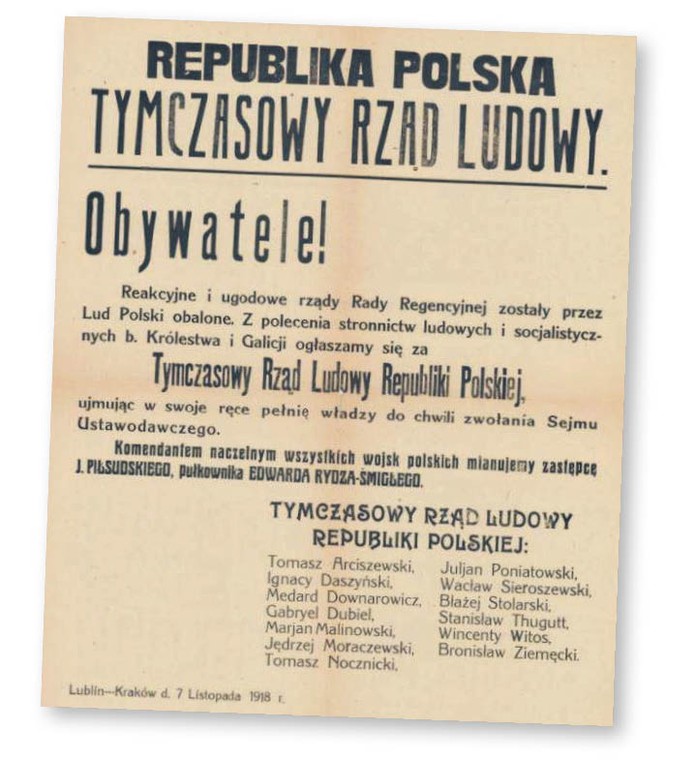 REPUBLIKA POLSKA
TYMCZASOWY RZĄD LUDOWY.
Obywatele!
Reakcyjne i ugodowe rządy Rady Regencyjnej zostały przez
Lud Polski obalone. Z polecenia stronnictw ludowych i socjalistycz-
nych b. Królestwa i Galicji ogłaszamy się za
Tymczasowy Rząd Ludowy Republiki Polskiej,
ujmując w swoje ręce pełnię władzy do chwili zwołania Sejmu
Ustawodawczego.
Komendantem naczelnym wszystkich wojsk polskich mianujemy zastępcę
J. PIŁSUDSKIEGO, pułkownika EDWARDA RYDZA-ŚMIGŁEGO.
TYMCZASOWY RZĄD LUDOWY
REPUBLIKI POLSKIEJ:
Tomasz Arciszewski,
Ignacy Daszyński,
Medard Downarowicz,
Gabryel Dubiel,
Marjan Malinowski,
Jędrzej Moraczewski,
Tomasz Nocznicki,
Juljan Poniatowski,
Wacław Sieroszewski,
Błażej Stolarski,
Stanisław Thugutt,
Wincenty Witos,
Bronisław Ziemęcki.
Lublin—Kraków d. 7 Listopada 1918 r.